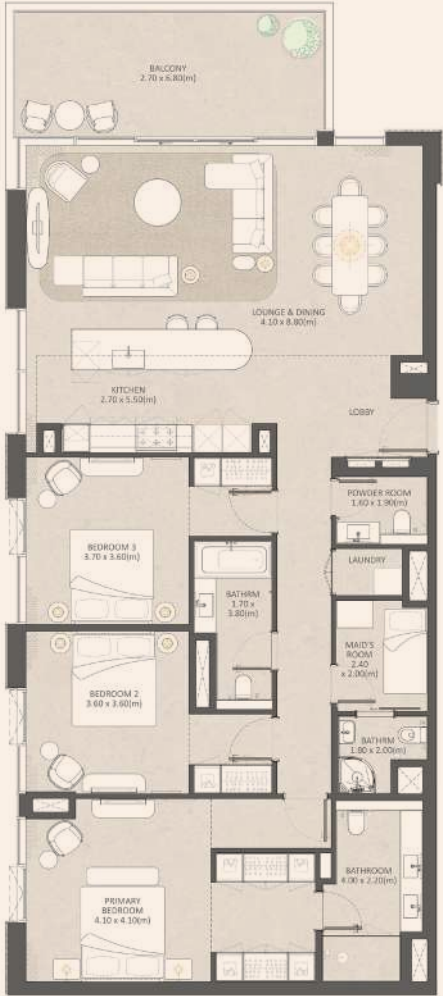 BALCONY
2.70 x 6.80(m)
LOUNGE & DINING
4.10 x 8.80(m)
KITCHEN
2.70 x 5.50(m)
LOBBY
POWDER ROOM
1.60 x 1.90(m)
BEDROOM 3
3.70 x 3.60(m)
LAUNDRY
BATHRM
1.70 x
3.80(m)
MAID'S
ROOM
2.40
x 2.00(m)
BEDROOM 2
3.60 x 3.60(m)
BATHRM
1.80 x 2.00(m)
BATHROOM
4.00 x 2.20(m)
PRIMARY
BEDROOM
4.10 x 4.10(m)